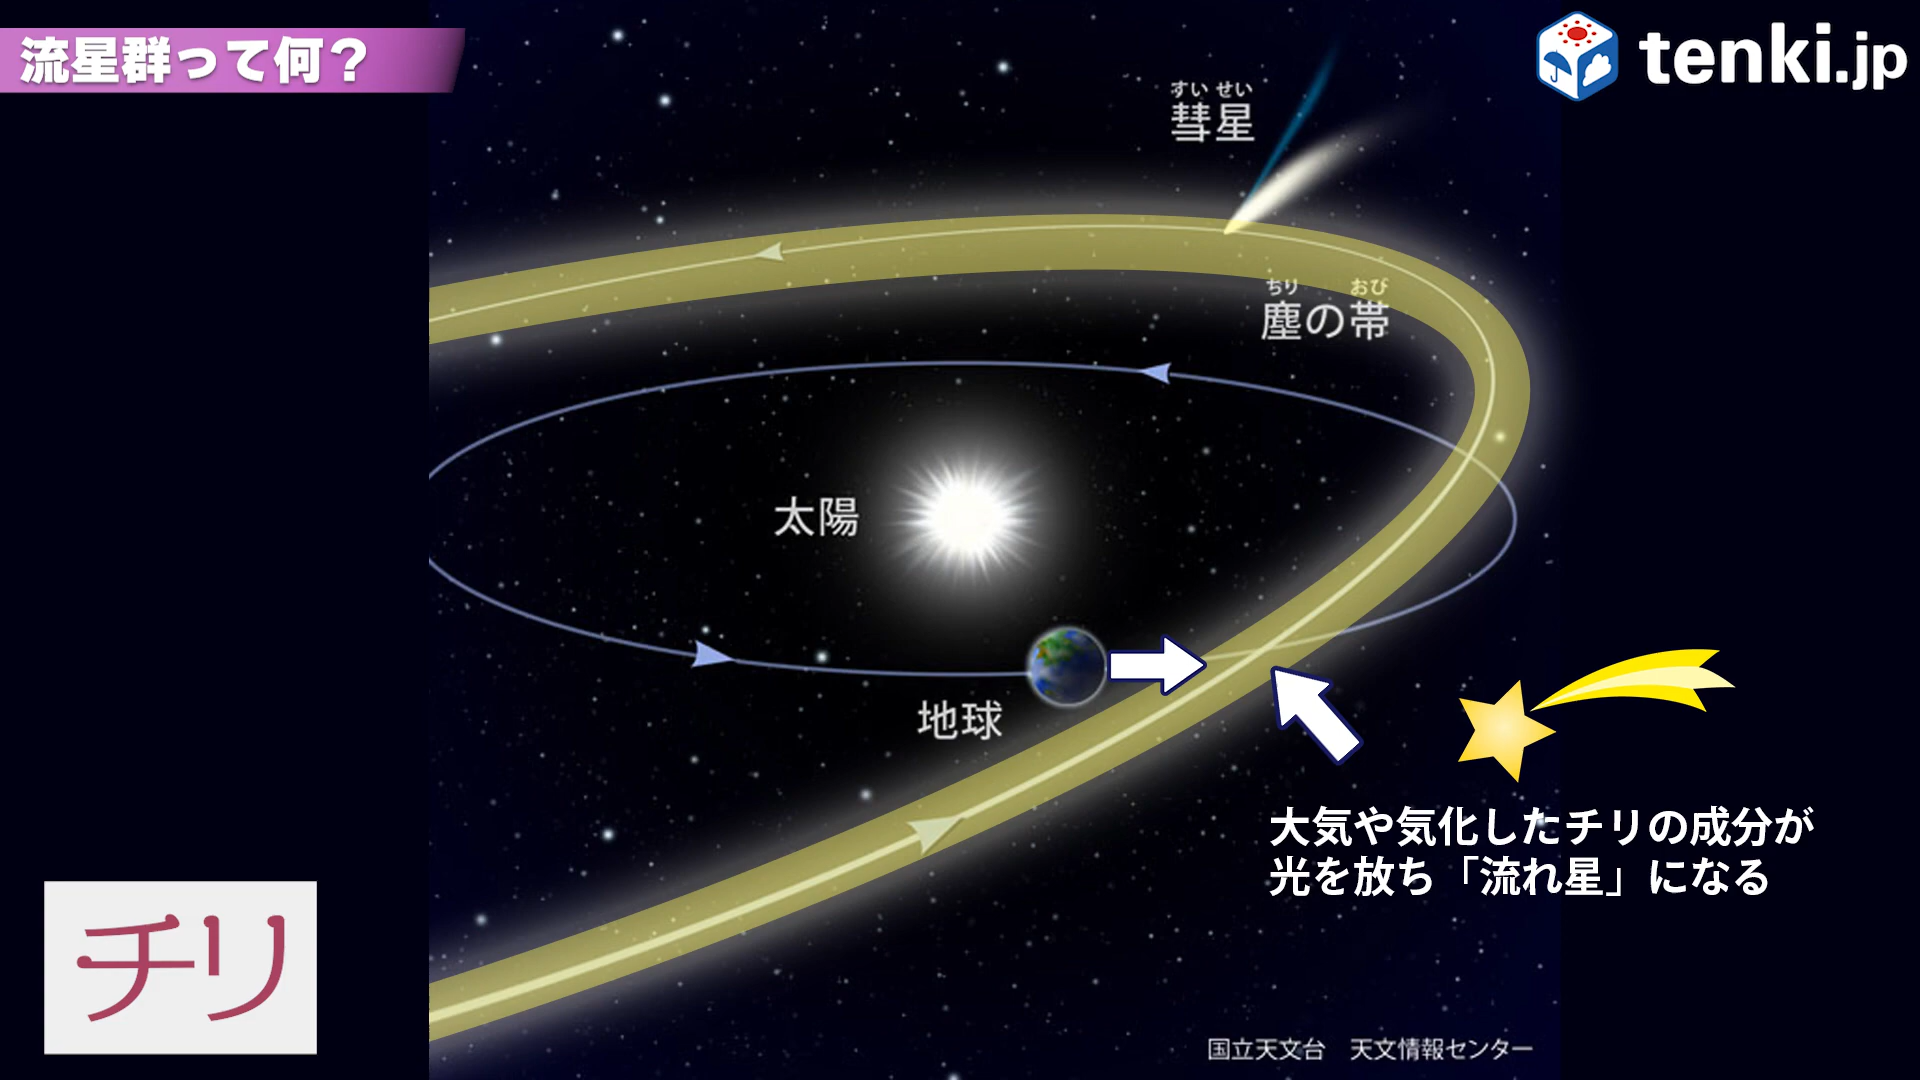 流星群って何？
tenki.jp
すい せい
彗星
ちり おび
塵の帯
太陽
地球
大気や気化したチリの成分が
光を放ち「流れ星」になる
チリ
国立天文台 天文情報センター